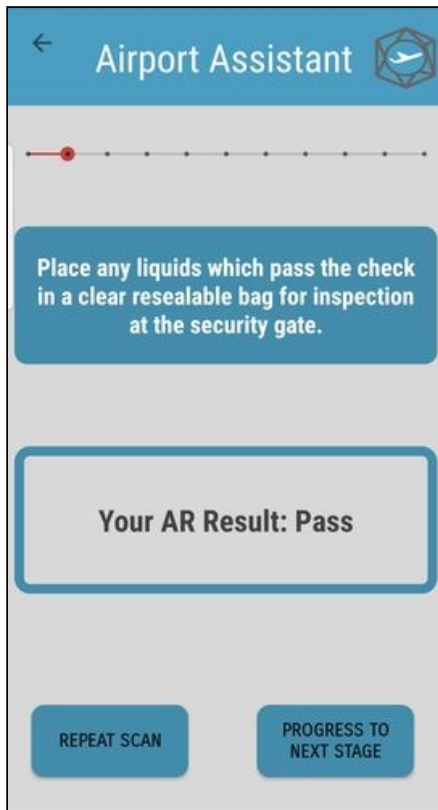 Airport Assistant
Place any liquids which pass the check
in a clear resealable bag for inspection
at the security gate.
Your AR Result: Pass
REPEAT SCAN
PROGRESS TO
NEXT STAGE